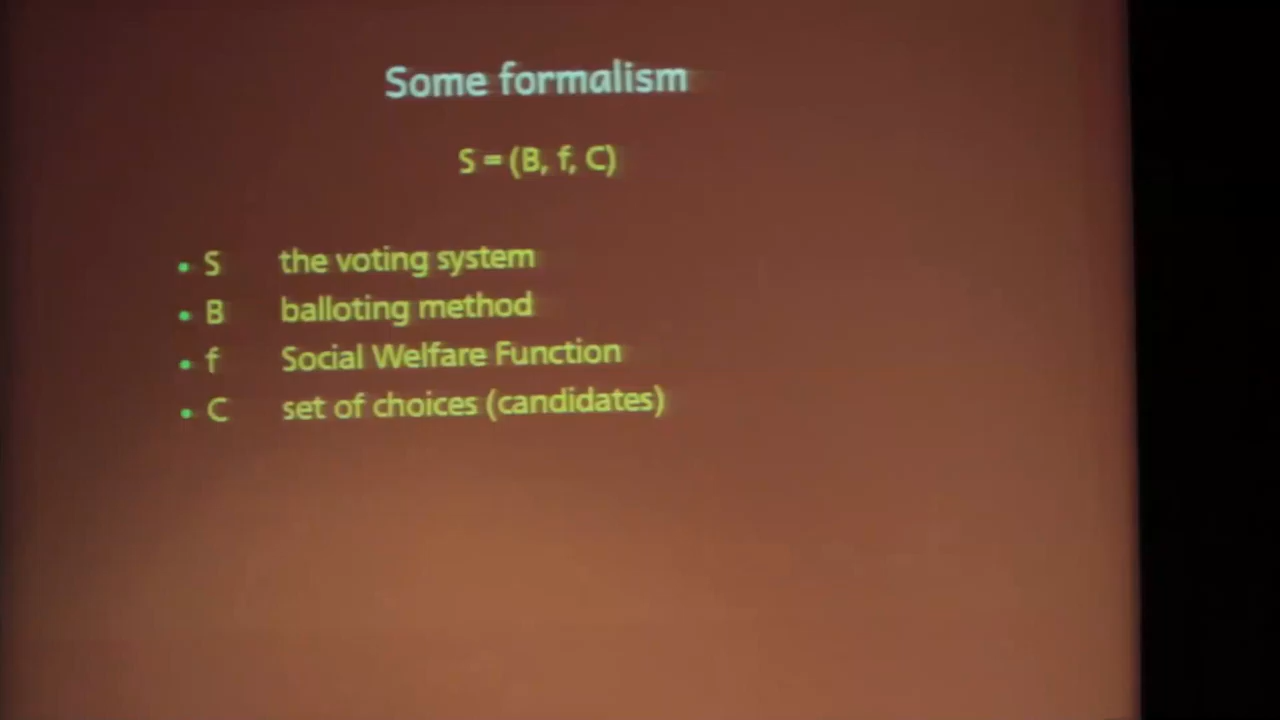 Some formalism
S = (B, f, C)
• S the voting system
• B balloting method
• f Social Welfare Function
• C set of choices (candidates)